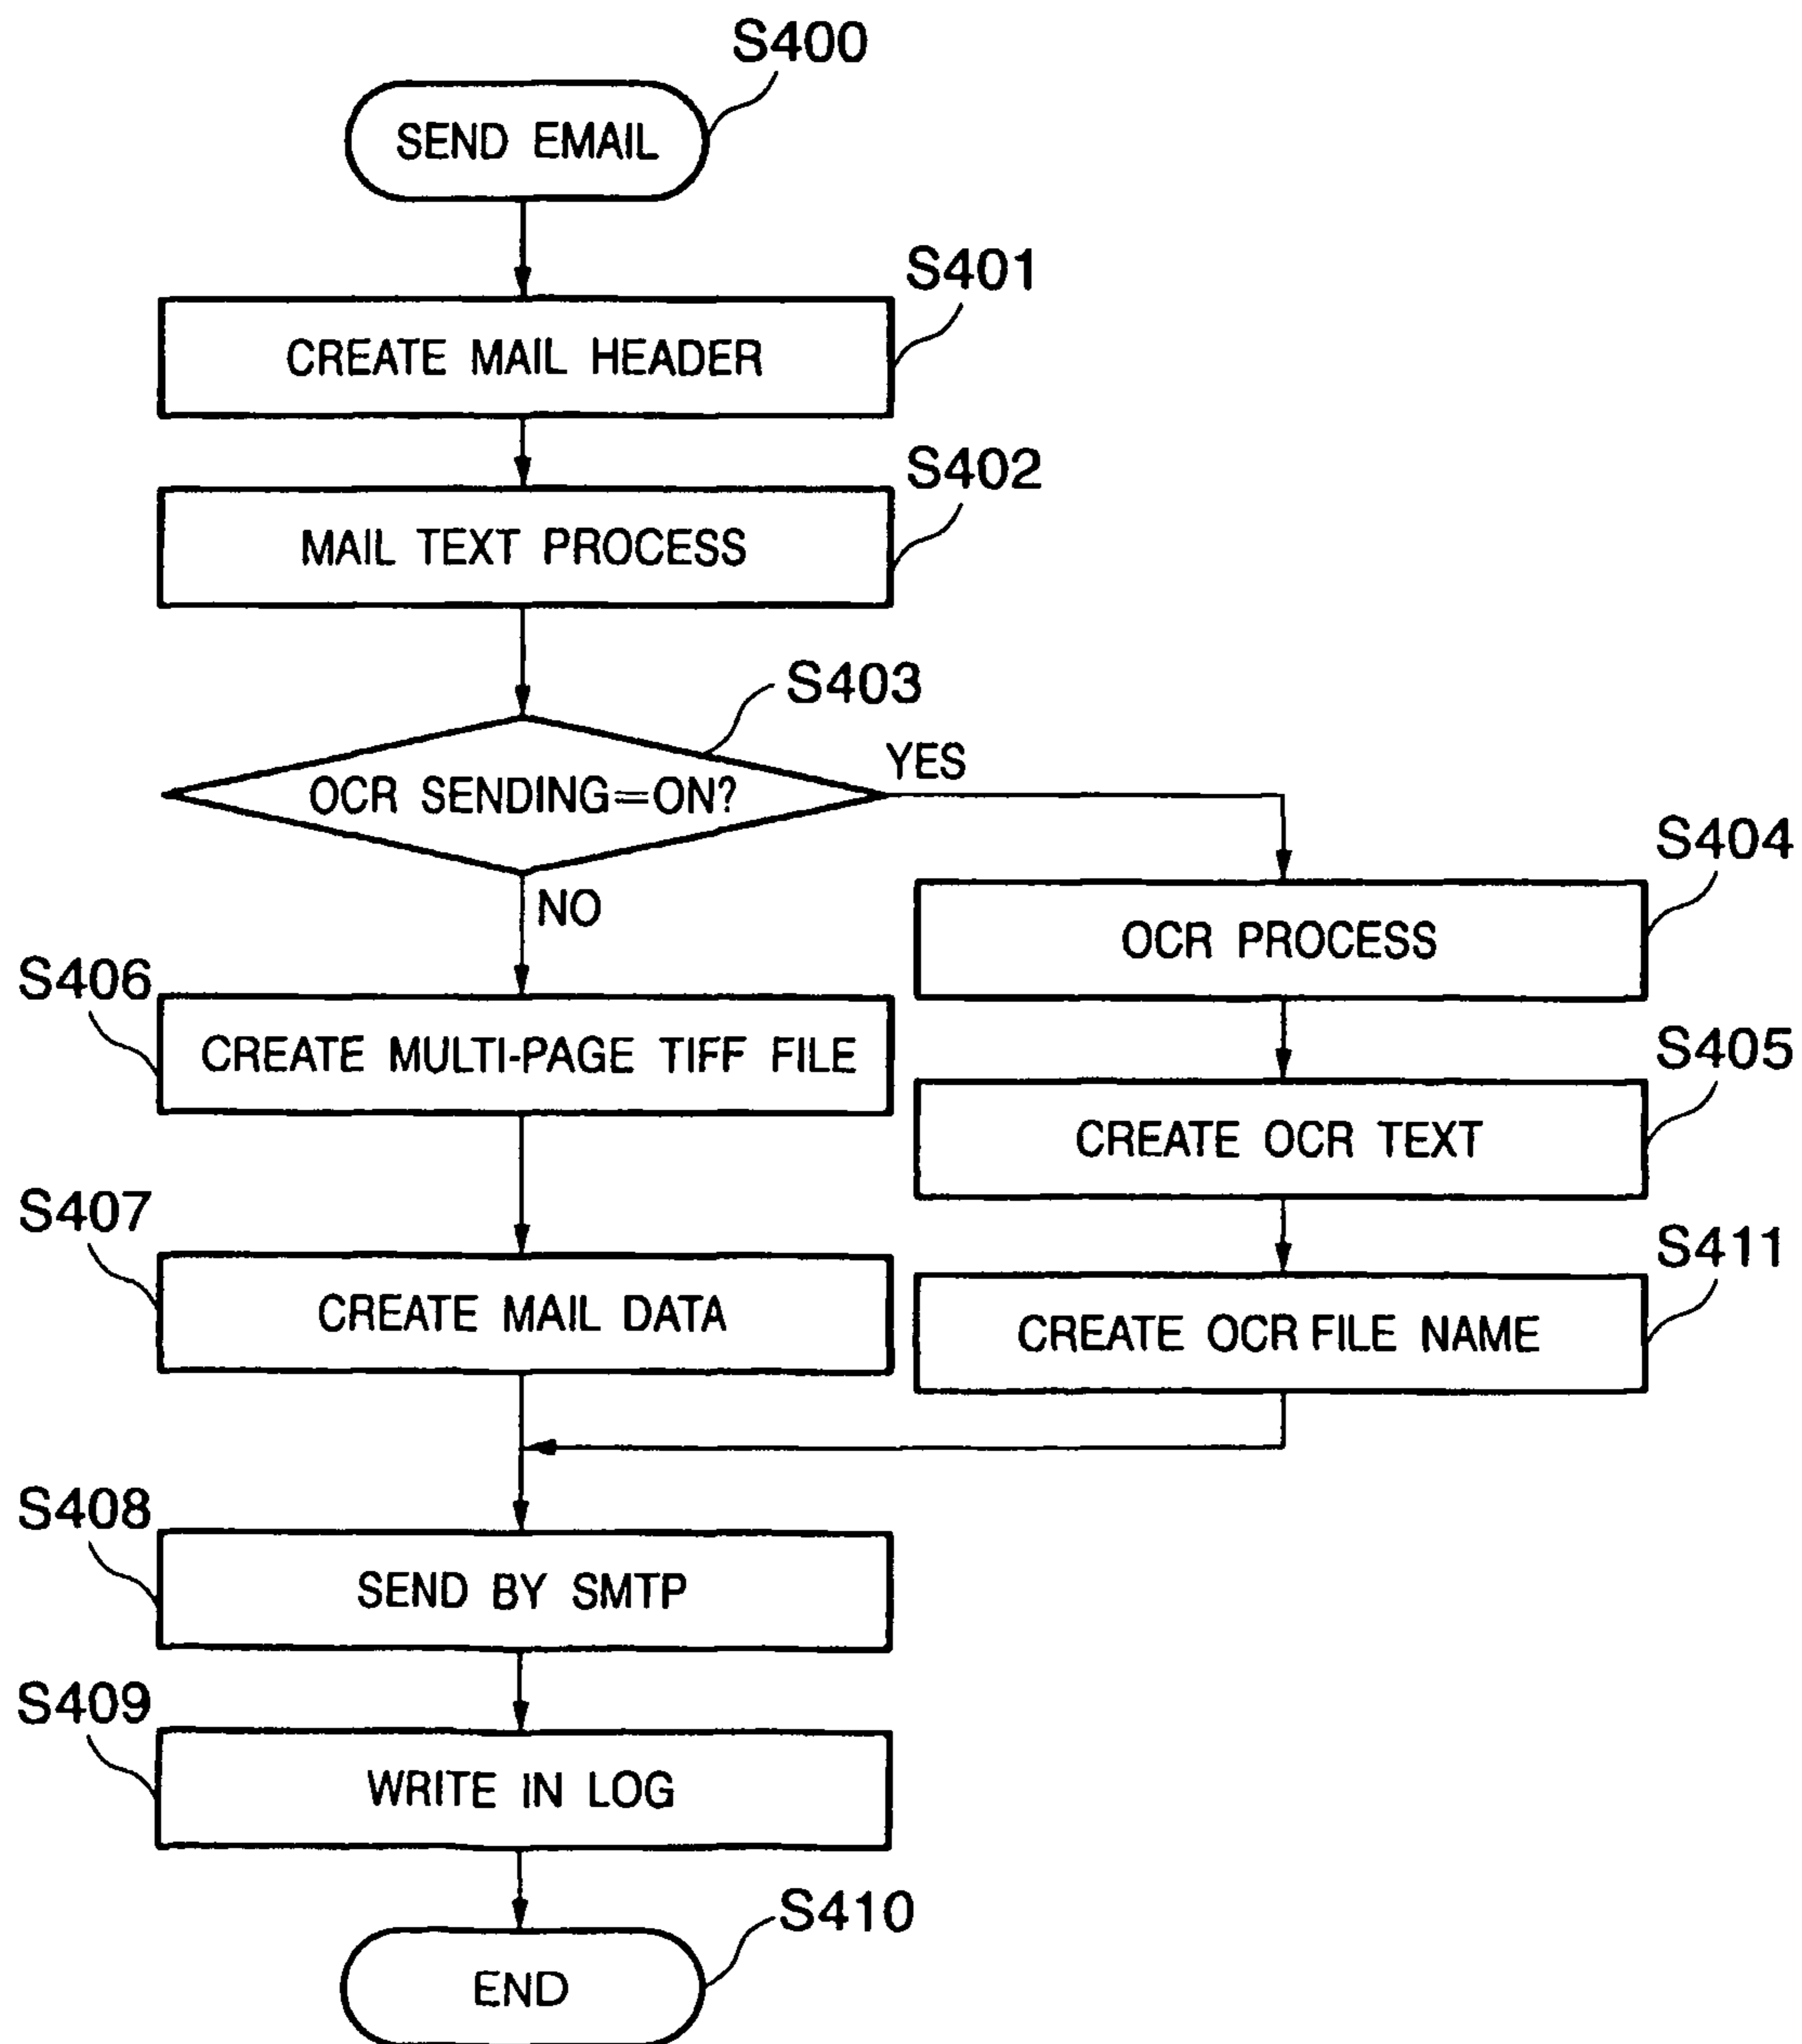 S400
SEND EMAIL
S401
CREATE MAIL HEADER
S402
MAIL TEXT PROCESS
S403
OCR SENDING=ON?
YES
NO
S404
OCR PROCESS
S405
CREATE OCR TEXT
S411
CREATE OCR FILE NAME
S406
CREATE MULTI-PAGE TIFF FILE
S407
CREATE MAIL DATA
S408
SEND BY SMTP
S409
WRITE IN LOG
S410
END